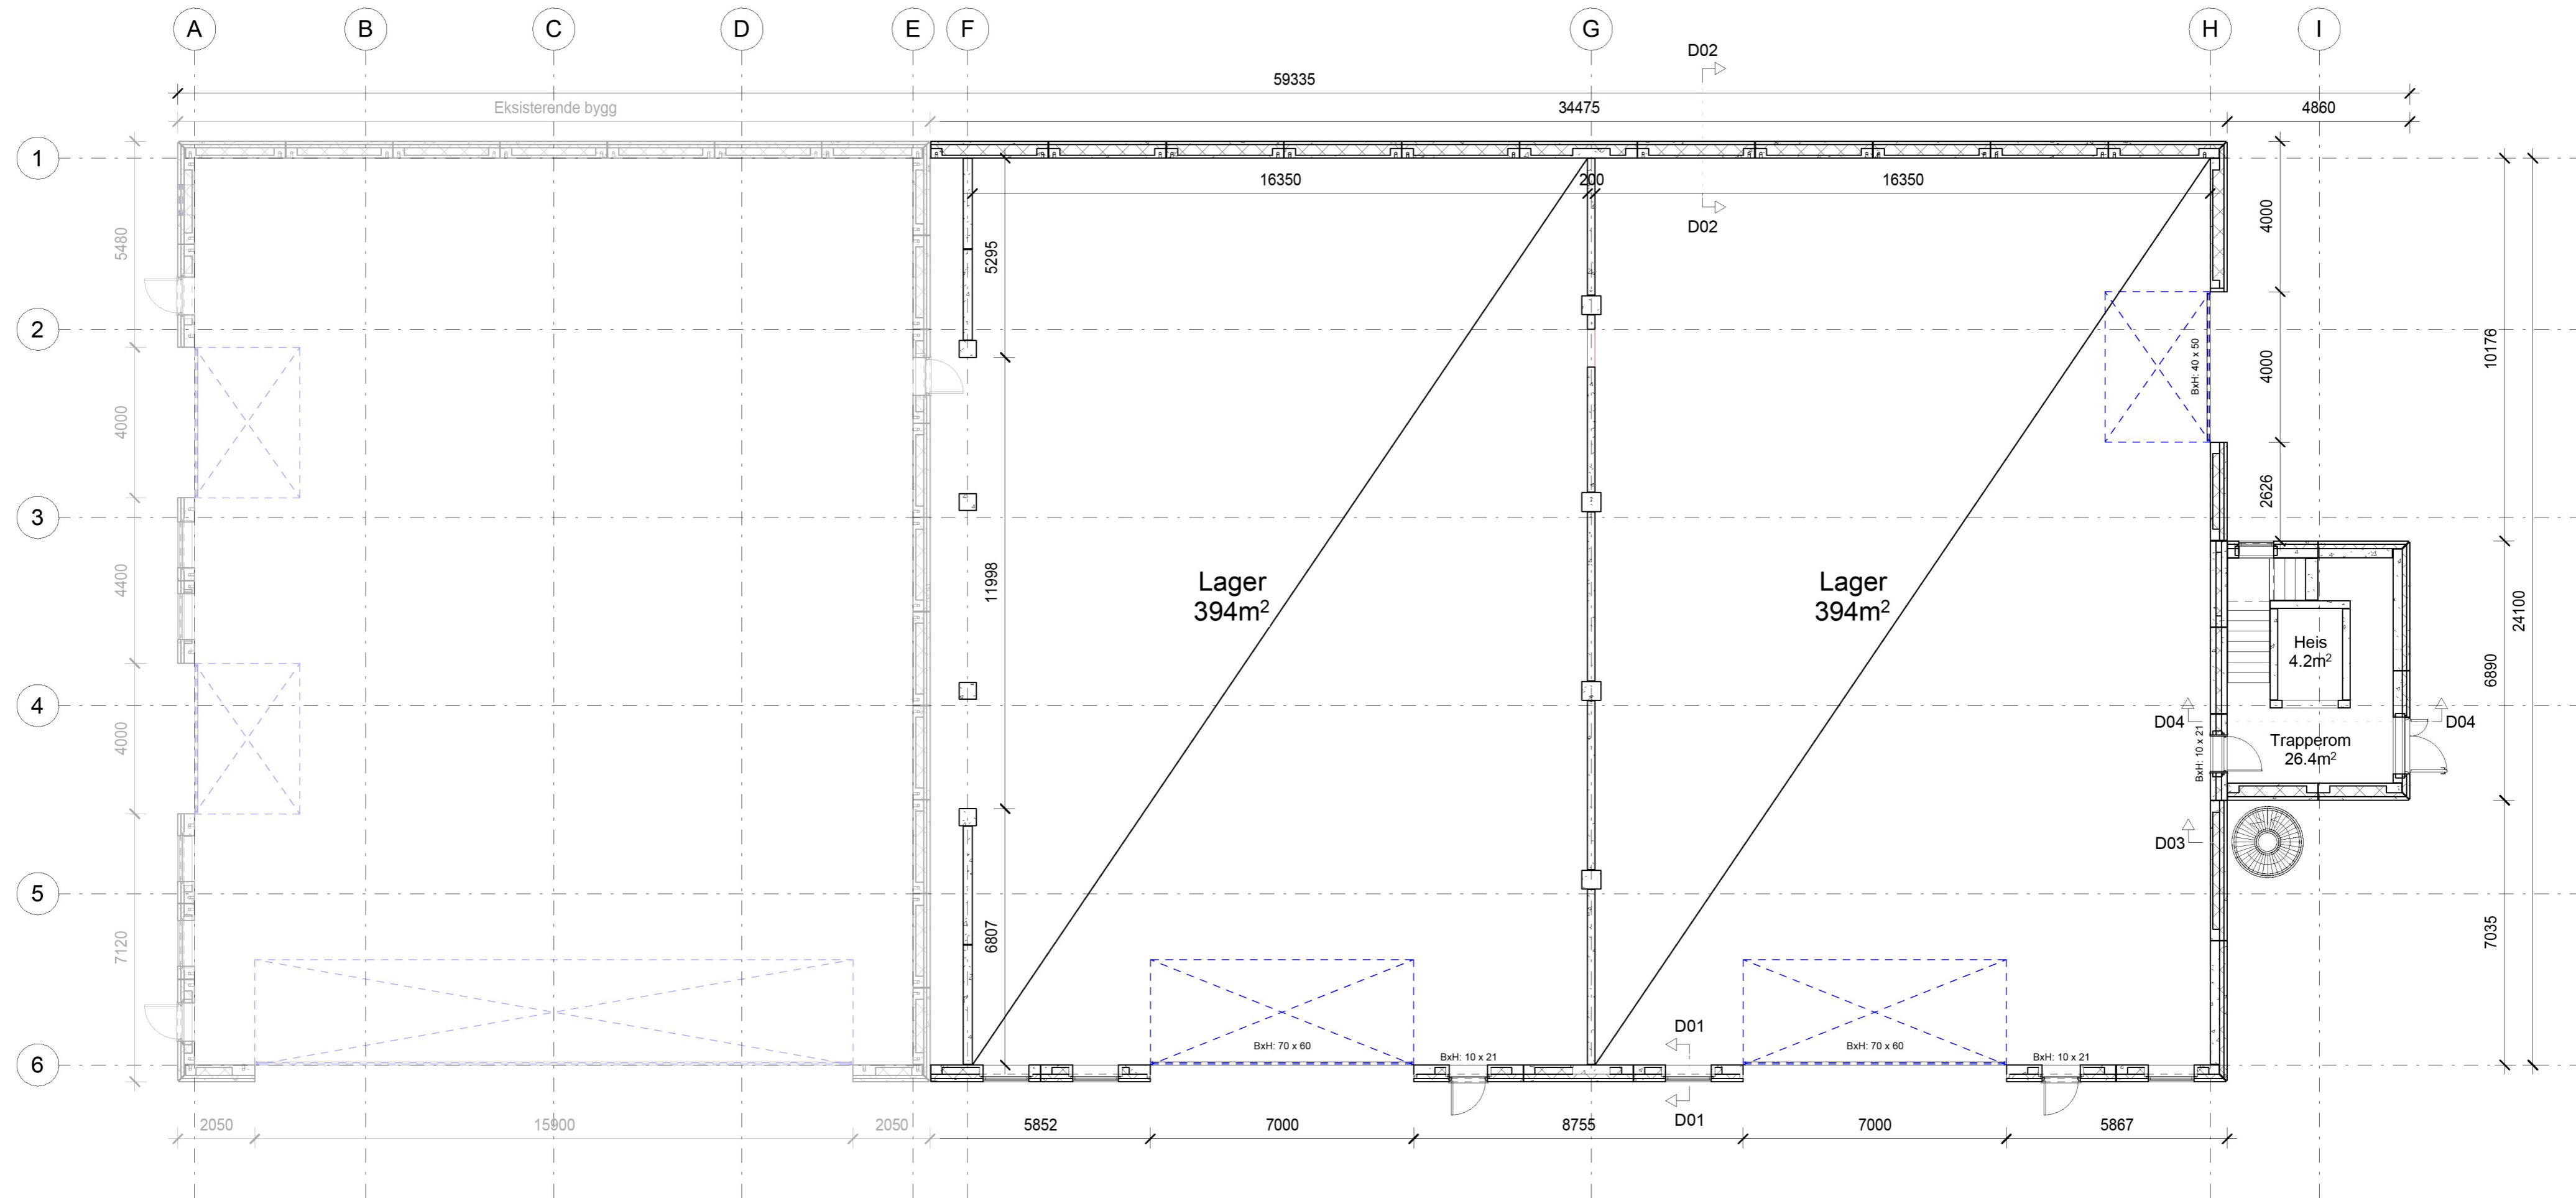 A B C D E F G H I
D02
59335
Eksisterende bygg 34475 4860
1
16350 200 16350
D02
4000
5480
5295
2
10176
BxH: 40 x 50
4000
4000
2626
3
Lager
394m²
Lager
394m²
4400
11998
24100
Heis
4.2m²
6890
4
D04 D04
4000
BxH: 10 x 21
Trapperom
26.4m²
D03
5
7120
6807
7035
D01
BxH: 70 x 60 BxH: 10 x 21 BxH: 70 x 60 BxH: 10 x 21
6
D01
2050 15900 2050 5852 7000 8755 7000 5867